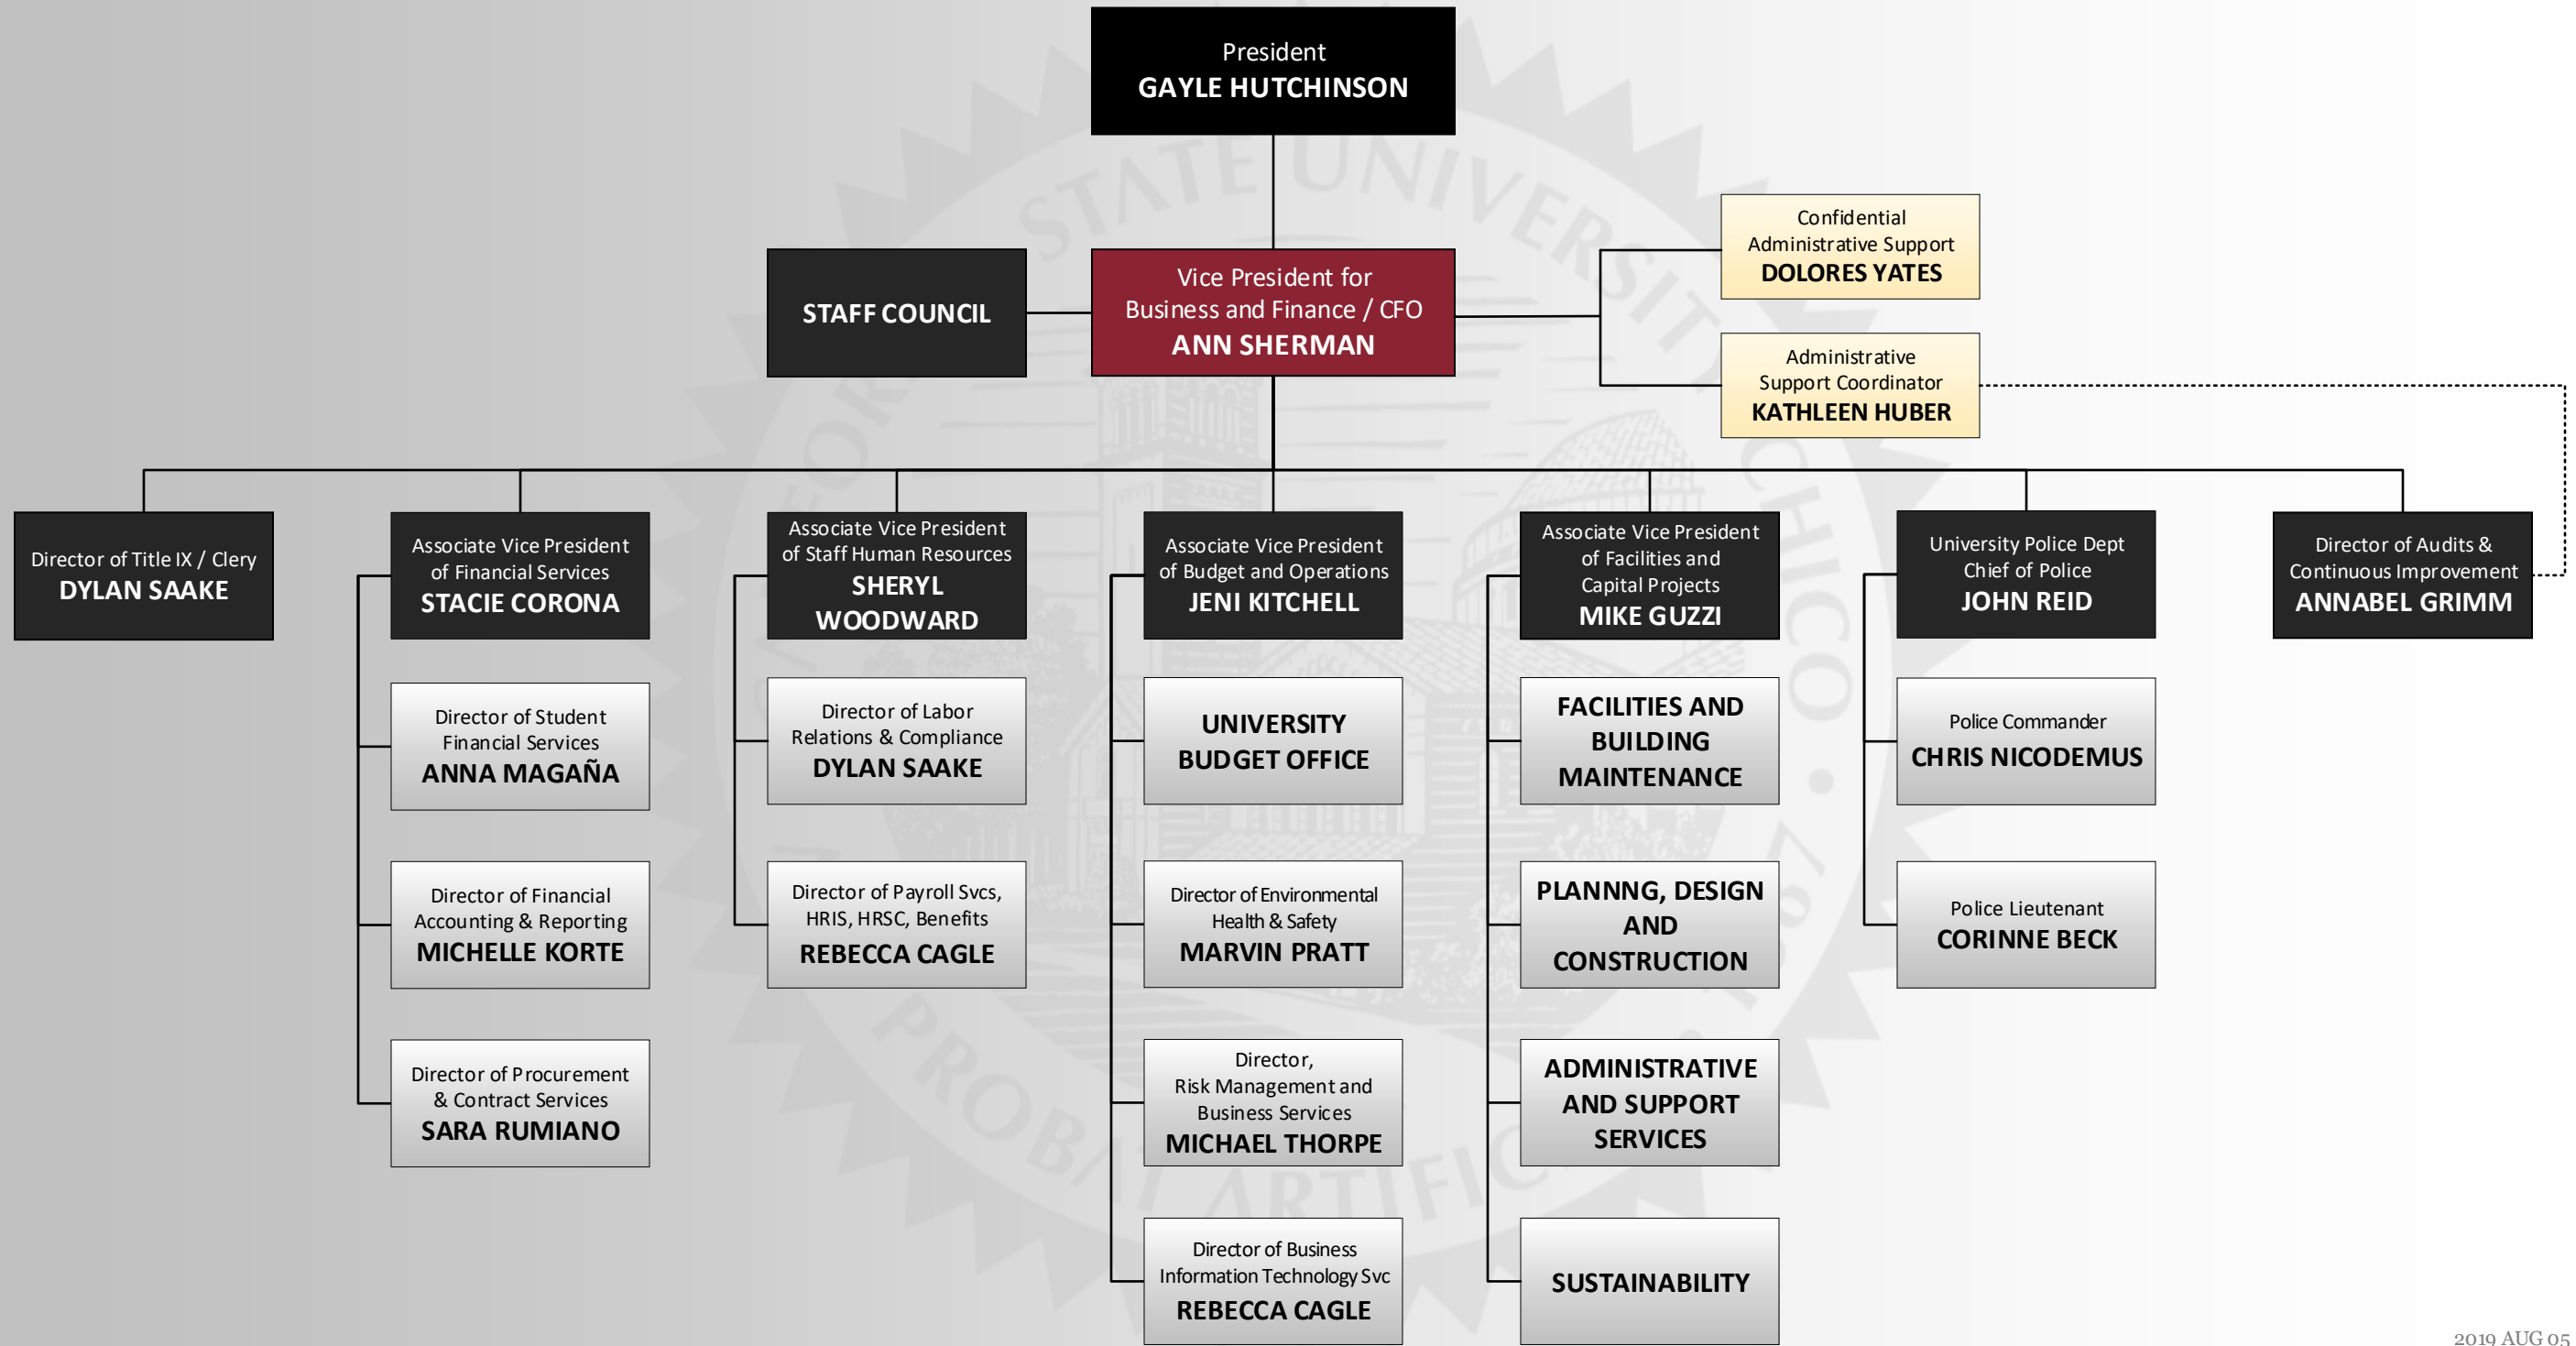 President
GAYLE HUTCHINSON
STAFF COUNCIL
Vice President for
Business and Finance / CFO
ANN SHERMAN
Confidential
Administrative Support
DOLORES YATES
Administrative
Support Coordinator
KATHLEEN HUBER
Director of Title IX / Clery
DYLAN SAAKE
Associate Vice President
of Financial Services
STACIE CORONA
Director of Student
Financial Services
ANNA MAGAÑA
Director of Financial
Accounting & Reporting
MICHELLE KORTE
Director of Procurement
& Contract Services
SARA RUMIANO
Associate Vice President
of Staff Human Resources
SHERYL
WOODWARD
Director of Labor
Relations & Compliance
DYLAN SAAKE
Director of Payroll Svcs,
HRIS, HRSC, Benefits
REBECCA CAGLE
Associate Vice President
of Budget and Operations
JENI KITCHELL
UNIVERSITY
BUDGET OFFICE
Director of Environmental
Health & Safety
MARVIN PRATT
Director,
Risk Management and
Business Services
MICHAEL THORPE
Director of Business
Information Technology Svc
REBECCA CAGLE
Associate Vice President
of Facilities and
Capital Projects
MIKE GUZZI
FACILITIES AND
BUILDING
MAINTENANCE
PLANNNG, DESIGN
AND
CONSTRUCTION
ADMINISTRATIVE
AND SUPPORT
SERVICES
SUSTAINABILITY
University Police Dept
Chief of Police
JOHN REID
Police Commander
CHRIS NICODEMUS
Police Lieutenant
CORINNE BECK
Director of Audits &
Continuous Improvement
ANNABEL GRIMM
STATE UNIVERSITY
CHICO
PROBAT
2019 AUG 05